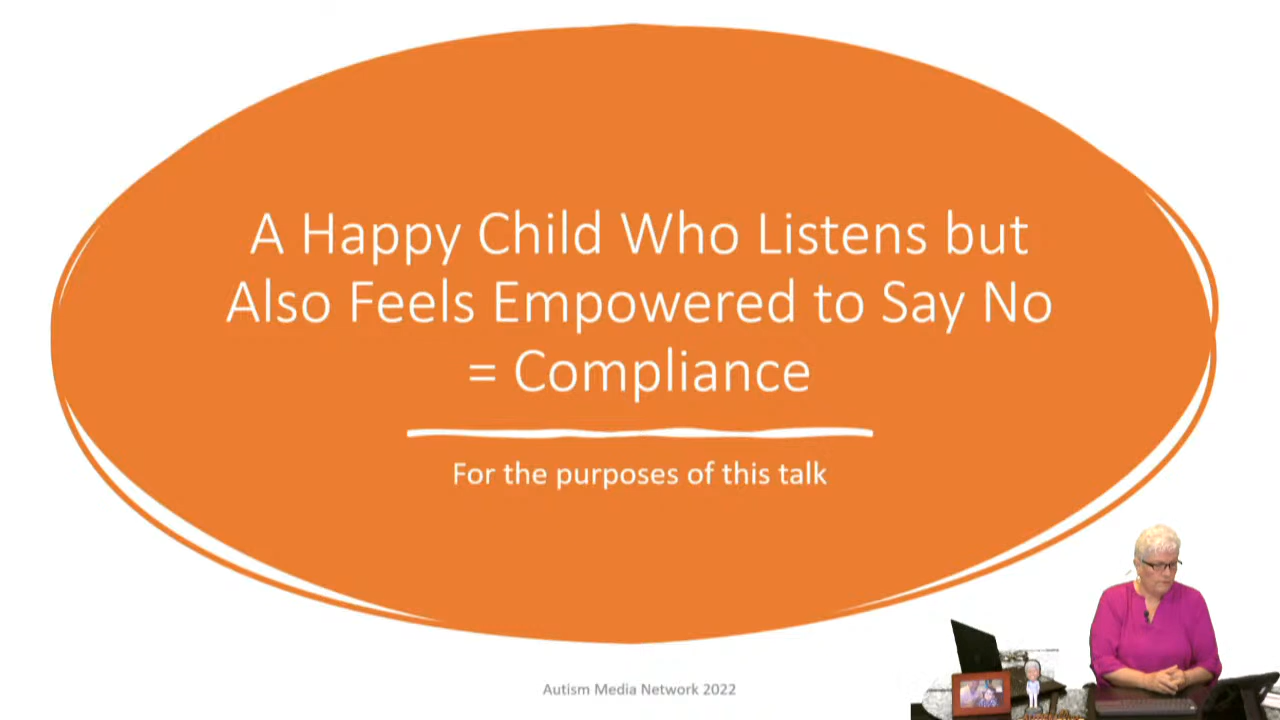 A Happy Child Who Listens but
Also Feels Empowered to Say No
= Compliance
For the purposes of this talk
Autism Media Network 2022